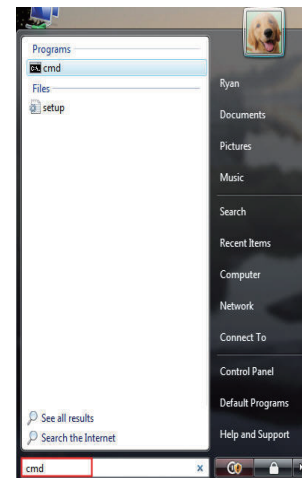 Programs
cmd
Files
setup
See all results
Search the Internet
cmd
Ryan
Documents
Pictures
Music
Search
Recent Items
Computer
Network
Connect To
Control Panel
Default Programs
Help and Support